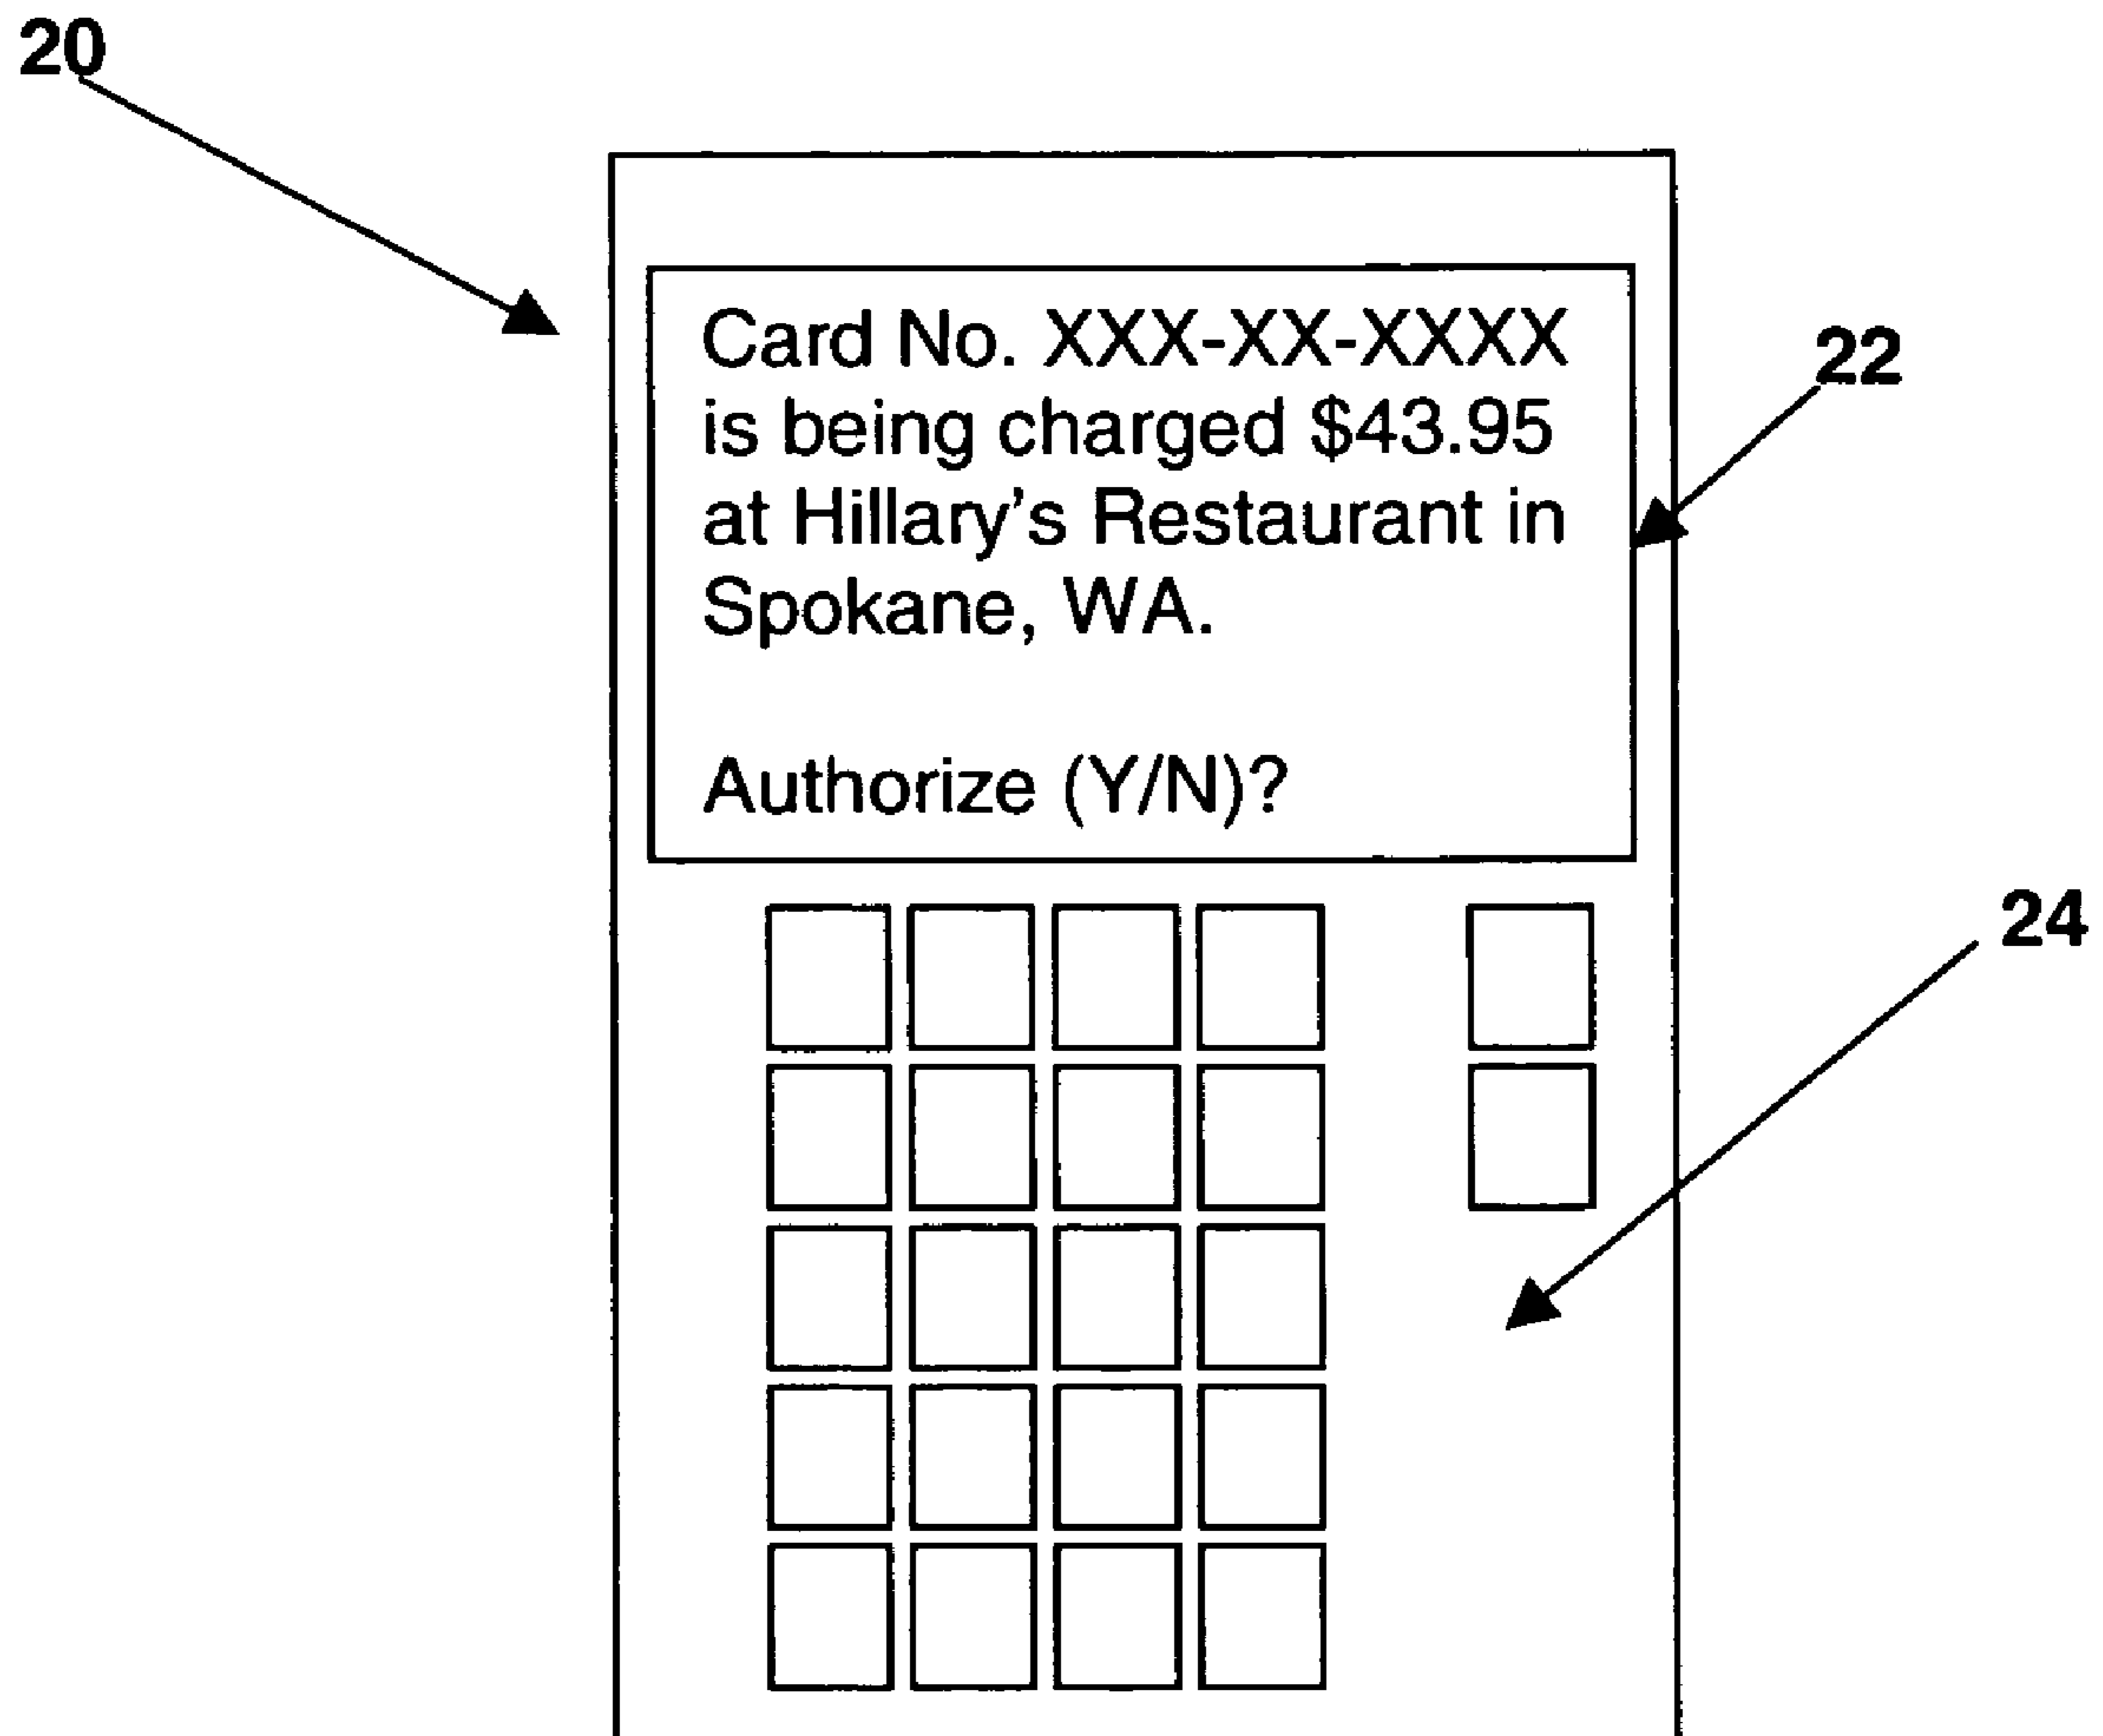 20
Card No. XXX-XX-XXXX
is being charged $43.95
at Hillary's Restaurant in
Spokane, WA.
Authorize (Y/N)?
22
24